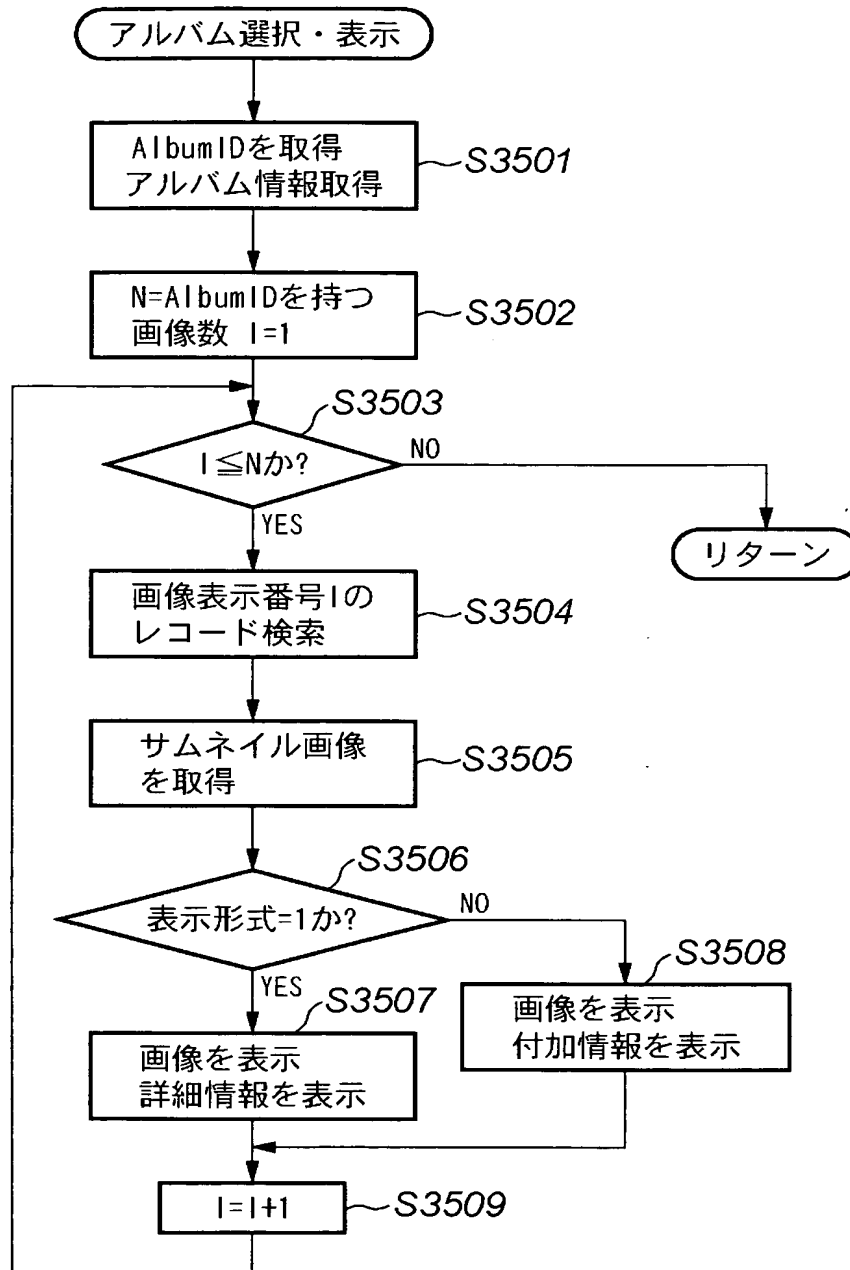 アルバム選択・表示
AlbumIDを取得
アルバム情報取得
S3501
N=AlbumIDを持つ
画像数 I=1
S3502
S3503
I≦Nか?
NO
YES
リターン
画像表示番号Iの
レコード検索
S3504
サムネイル画像
を取得
S3505
S3506
表示形式=1か?
NO
YES
S3507
画像を表示
詳細情報を表示
S3508
画像を表示
付加情報を表示
I=I+1
S3509